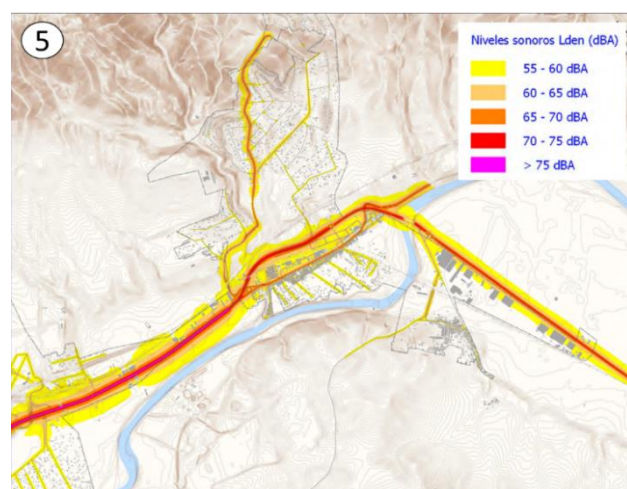 5
Niveles sonoros Lden (dBA)
55 - 60 dBA
60 - 65 dBA
65 - 70 dBA
70 - 75 dBA
> 75 dBA